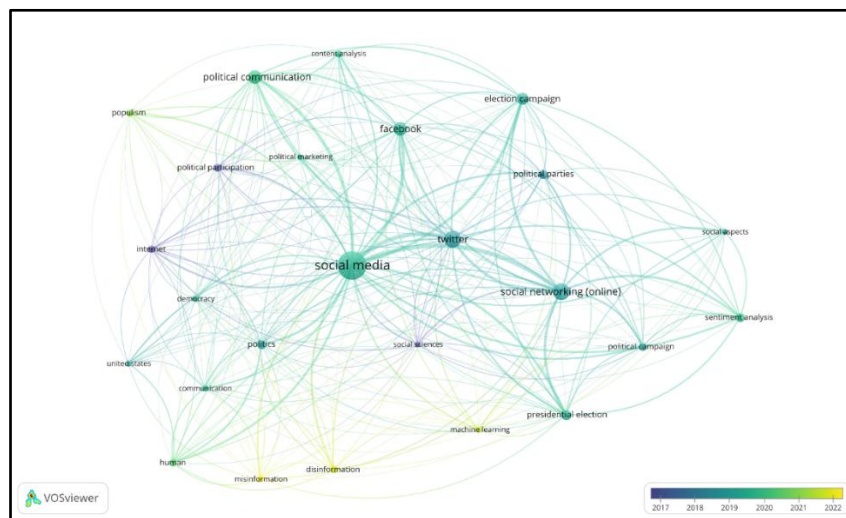 content analysis
political communication
election campaign
populism
facebook
political marketing
political participation
political parties
social aspects
twitter
internet
social media
social networking (online)
democracy
sentiment analysis
politics
social sciences
political campaign
united states
communication
presidential election
machine learning
human
disinformation
misinformation
VOSviewer
2017 2018 2019 2020 2021 2022